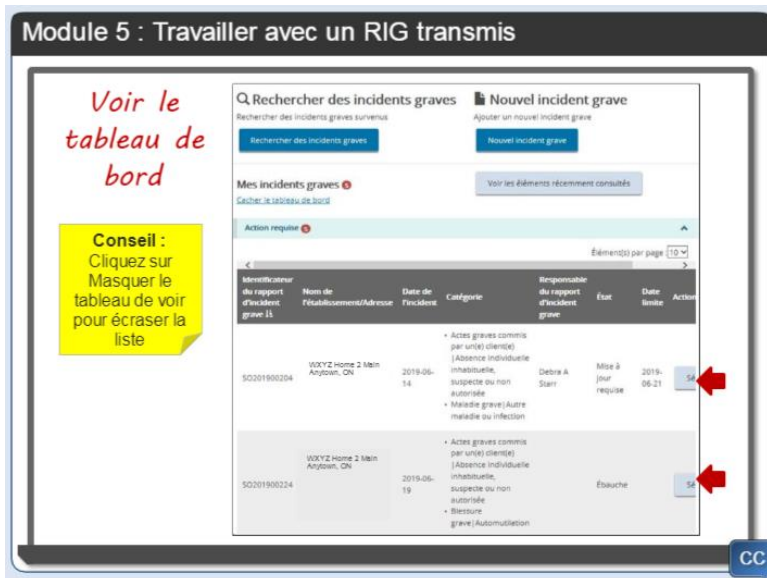 Module 5 : Travailler avec un RIG transmis
Voir le
tableau de
bord
Conseil :
Cliquez sur
Masquer le
tableau de voir
pour écraser la
liste
Rechercher des incidents graves
Rechercher des incidents graves survenus
Rechercher des incidents graves
Nouvel incident grave
Ajouter un nouvel incident grave
Nouvel incident grave
Mes incidents graves 5
Cacher le tableau de bord
Voir les éléments récemment consultés
Action requise 5
Élément(s) par page 10
Identificateur
du rapport
d'incident
grave
Nom de
l'établissement/Adresse
Date de
l'incident
Catégorie
Responsable
du rapport
d'incident
grave
État
Date
limite
Action
SO201900204
WXYZ Home 2 Main
Anytown, ON
2019-06-
14
• Actes graves commis
par un(e) client(e)
|Absence individuelle
inhabituelle,
suspecte ou non
autorisée
• Maladie grave|Autre
maladie ou infection
Debra A
Starr
Mise à
jour
requise
2019-
06-21
Sé
SO201900224
WXYZ Home 2 Main
Anytown, ON
2019-06-
19
• Actes graves commis
par un(e) client(e)
|Absence individuelle
inhabituelle,
suspecte ou non
autorisée
• Blessure
grave|Automutilation
Ébauche
Sé
CC